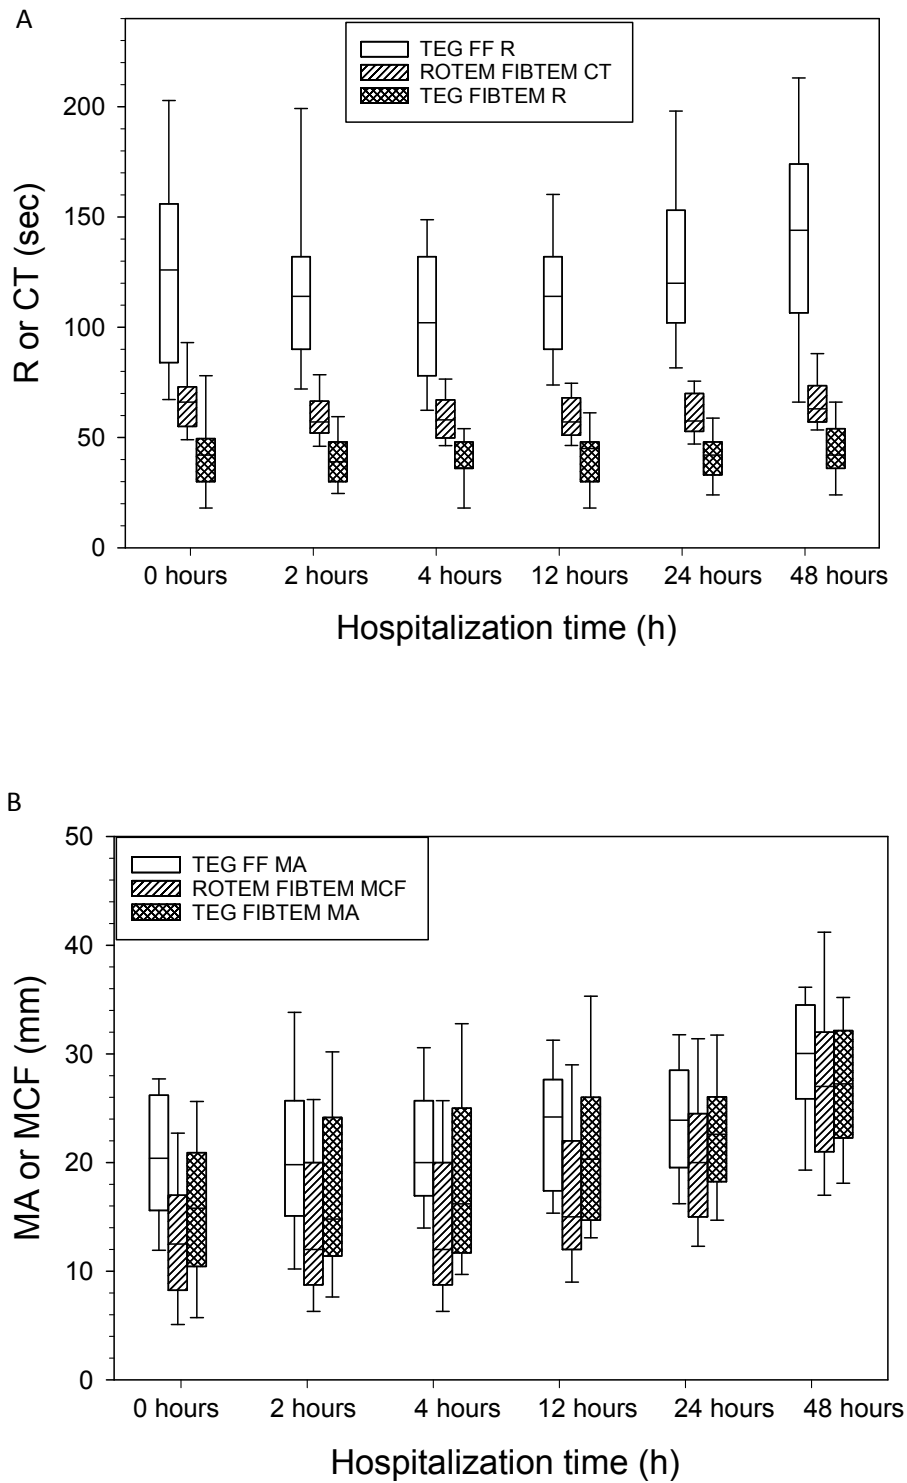 A
TEG FF R
ROTEM FIBTEM CT
TEG FIBTEM R
R or CT (sec)
200
150
100
50
0
0 hours 2 hours 4 hours 12 hours 24 hours 48 hours
Hospitalization time (h)
B
TEG FF MA
ROTEM FIBTEM MCF
TEG FIBTEM MA
MA or MCF (mm)
50
40
30
20
10
0
0 hours 2 hours 4 hours 12 hours 24 hours 48 hours
Hospitalization time (h)